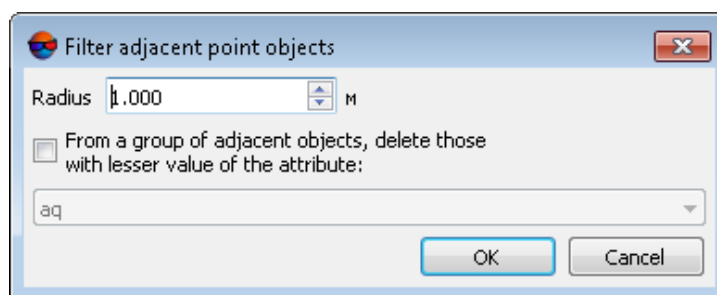 Filter adjacent point objects
Radius 1.000 м
From a group of adjacent objects, delete those
with lesser value of the attribute:
aq
OK Cancel